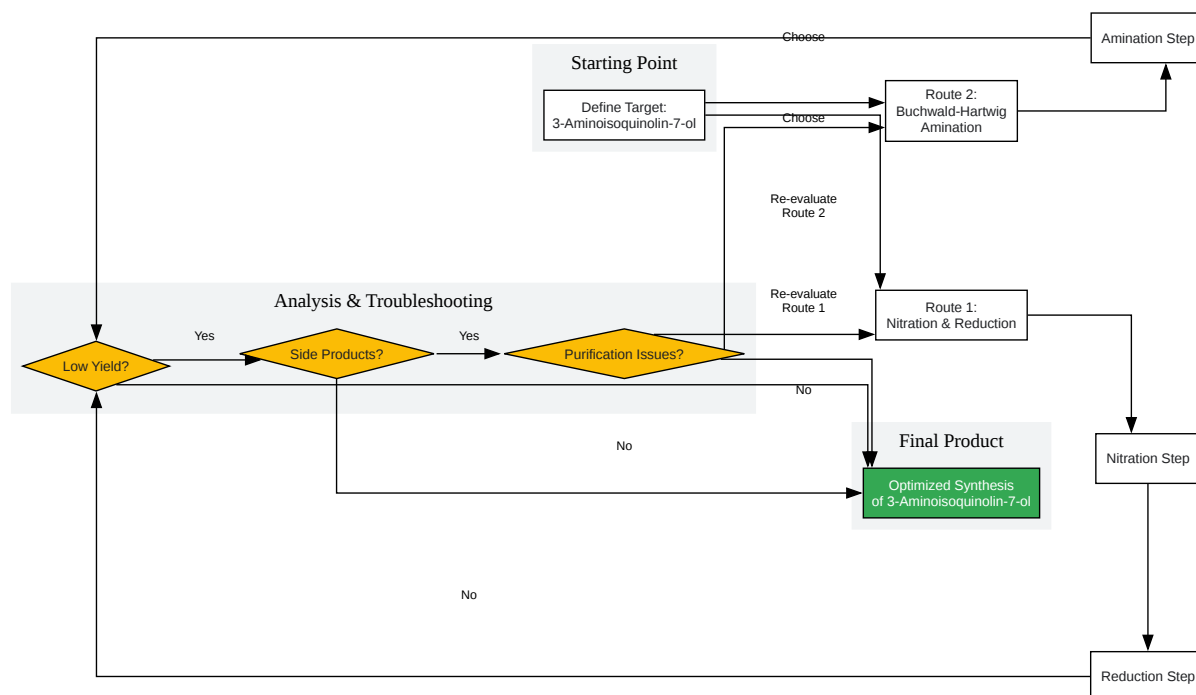 Choose
Amination Step
Starting Point
Define Target:
3-Aminoisoquinolin-7-ol
Route 2:
Buchwald-Hartwig
Amination
Choose
Re-evaluate
Route 2
Analysis & Troubleshooting
Re-evaluate
Route 1
Route 1:
Nitration & Reduction
Yes
Yes
Low Yield?
Side Products?
Purification Issues?
No
No
Final Product
Nitration Step
Optimized Synthesis
of 3-Aminoisoquinolin-7-ol
No
Reduction Step